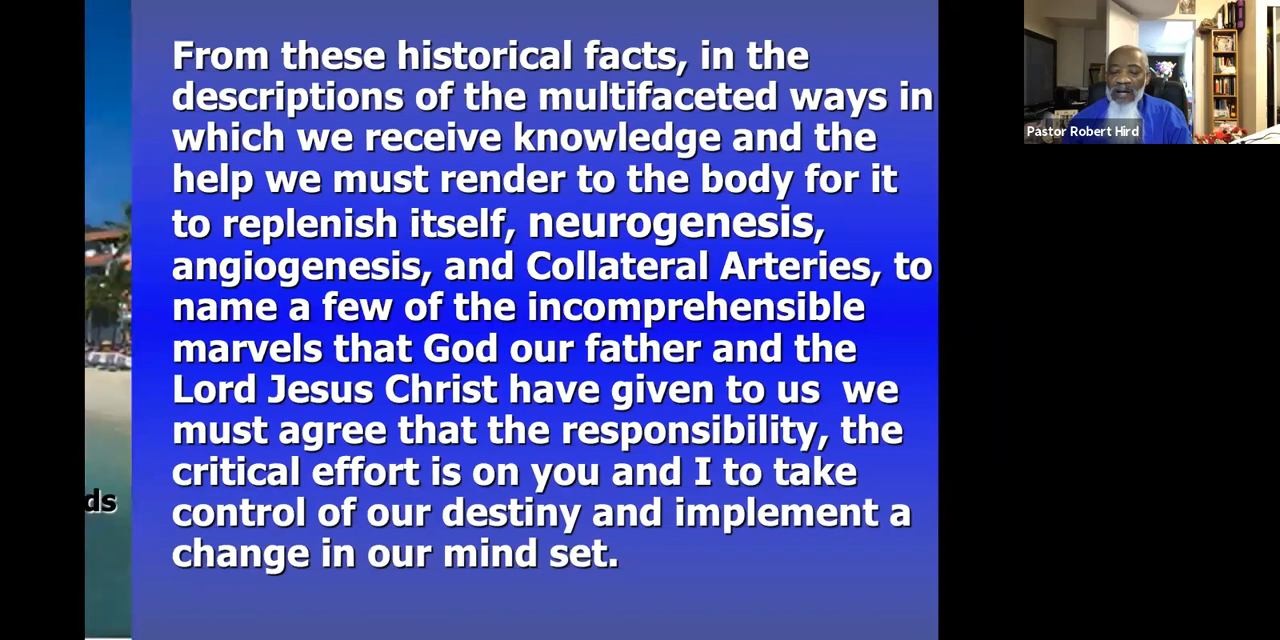 From these historical facts, in the
descriptions of the multifaceted ways in
which we receive knowledge and the
help we must render to the body for it
to replenish itself, neurogenesis,
angiogenesis, and Collateral Arteries, to
name a few of the incomprehensible
marvels that God our father and the
Lord Jesus Christ have given to us  we
must agree that the responsibility, the
critical effort is on you and I to take
control of our destiny and implement a
change in our mind set.
ds
Pastor Robert Hird